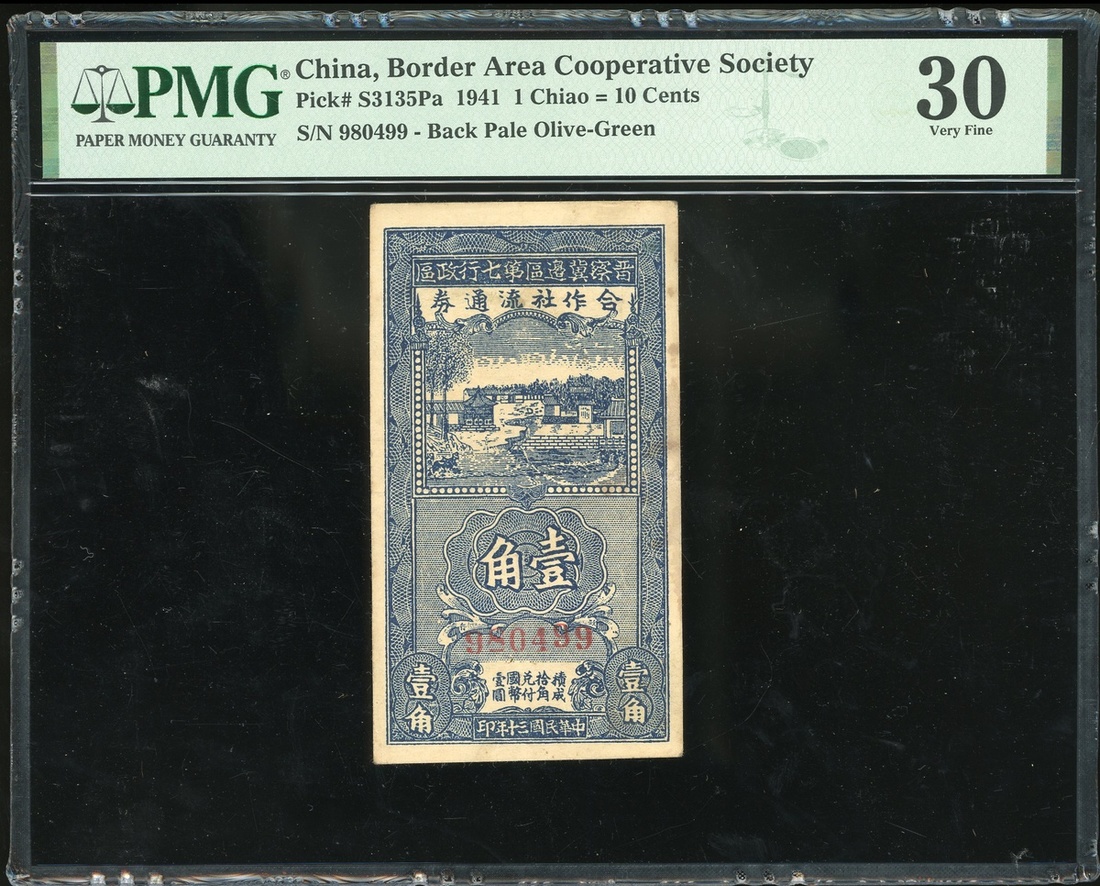 PMG®
PAPER MONEY GUARANTY
China, Border Area Cooperative Society
Pick# S3135Pa 1941 1 Chiao = 10 Cents
S/N 980499 - Back Pale Olive-Green
30
Very Fine
晋察冀邊區第七行政區
合作社流通券
壹角
980499
積成拾角兌付國幣壹圓
壹角
壹角
中華民國三十年印